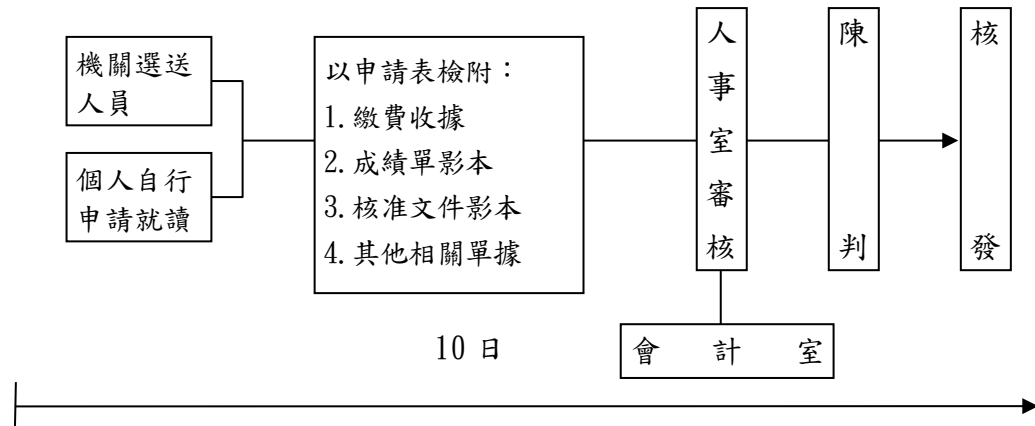 機關選送
人員
個人自行
申請就讀
以申請表檢附：
1.繳費收據
2.成績單影本
3.核准文件影本
4.其他相關單據
人事室審核
陳判
核發
會計室
10 日